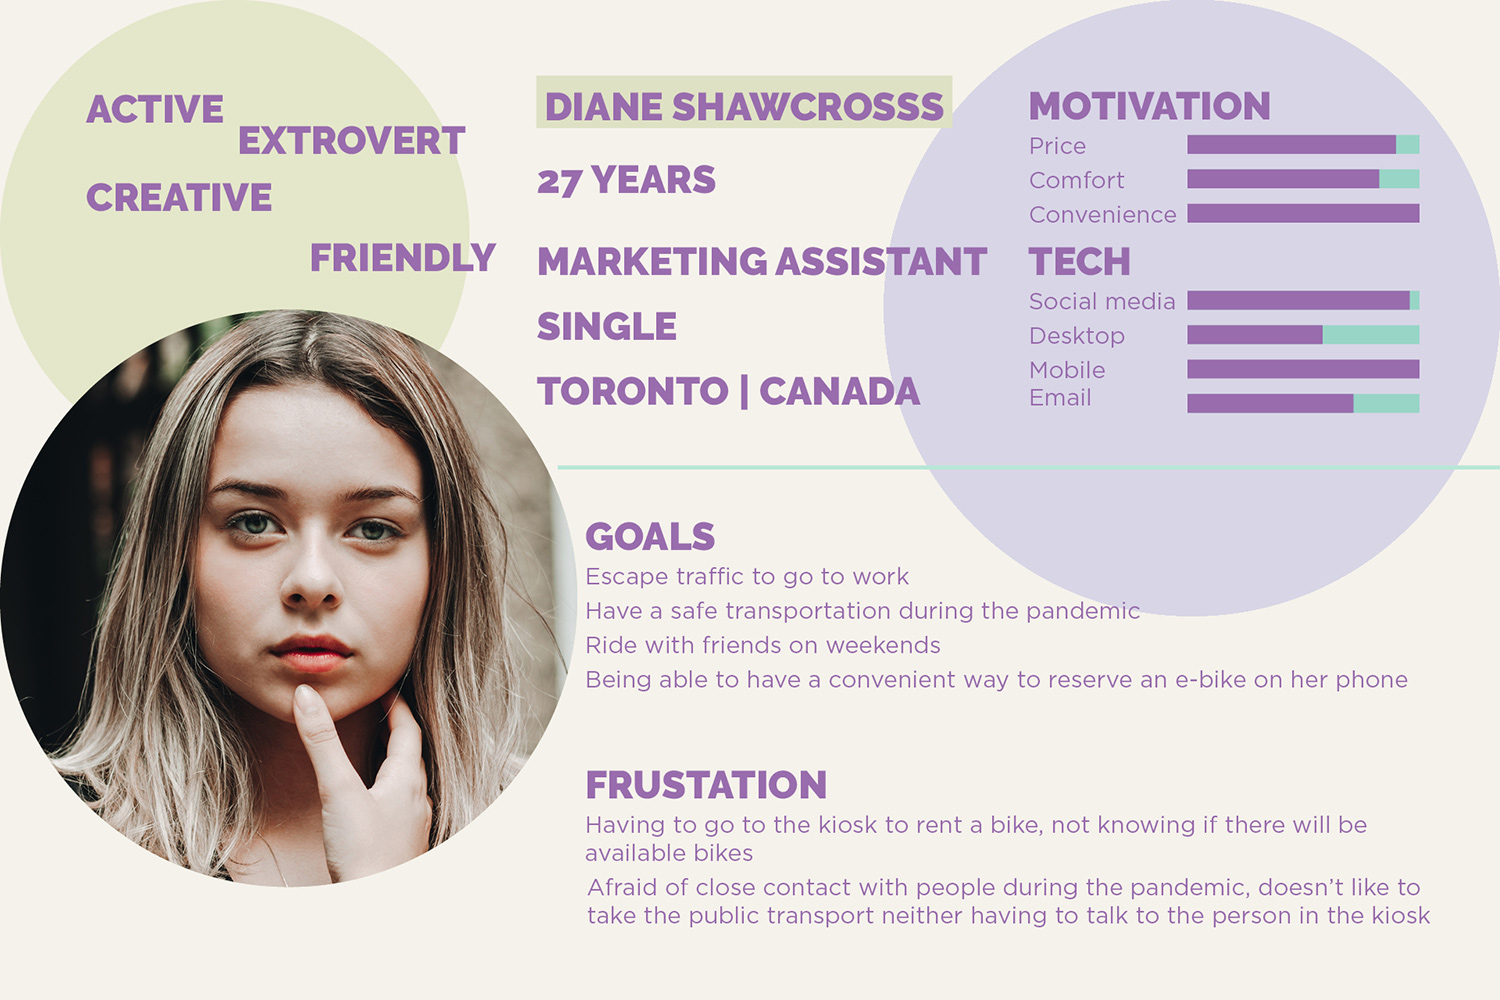 ACTIVE
EXTROVERT
CREATIVE
FRIENDLY
DIANE SHAWCROSSS
27 YEARS
MARKETING ASSISTANT
SINGLE
TORONTO | CANADA
MOTIVATION
Price
Comfort
Convenience
TECH
Social media
Desktop
Mobile
Email
GOALS
Escape traffic to go to work
Have a safe transportation during the pandemic
Ride with friends on weekends
Being able to have a convenient way to reserve an e-bike on her phone
FRUSTATION
Having to go to the kiosk to rent a bike, not knowing if there will be
available bikes
Afraid of close contact with people during the pandemic, doesn't like to
take the public transport neither having to talk to the person in the kiosk